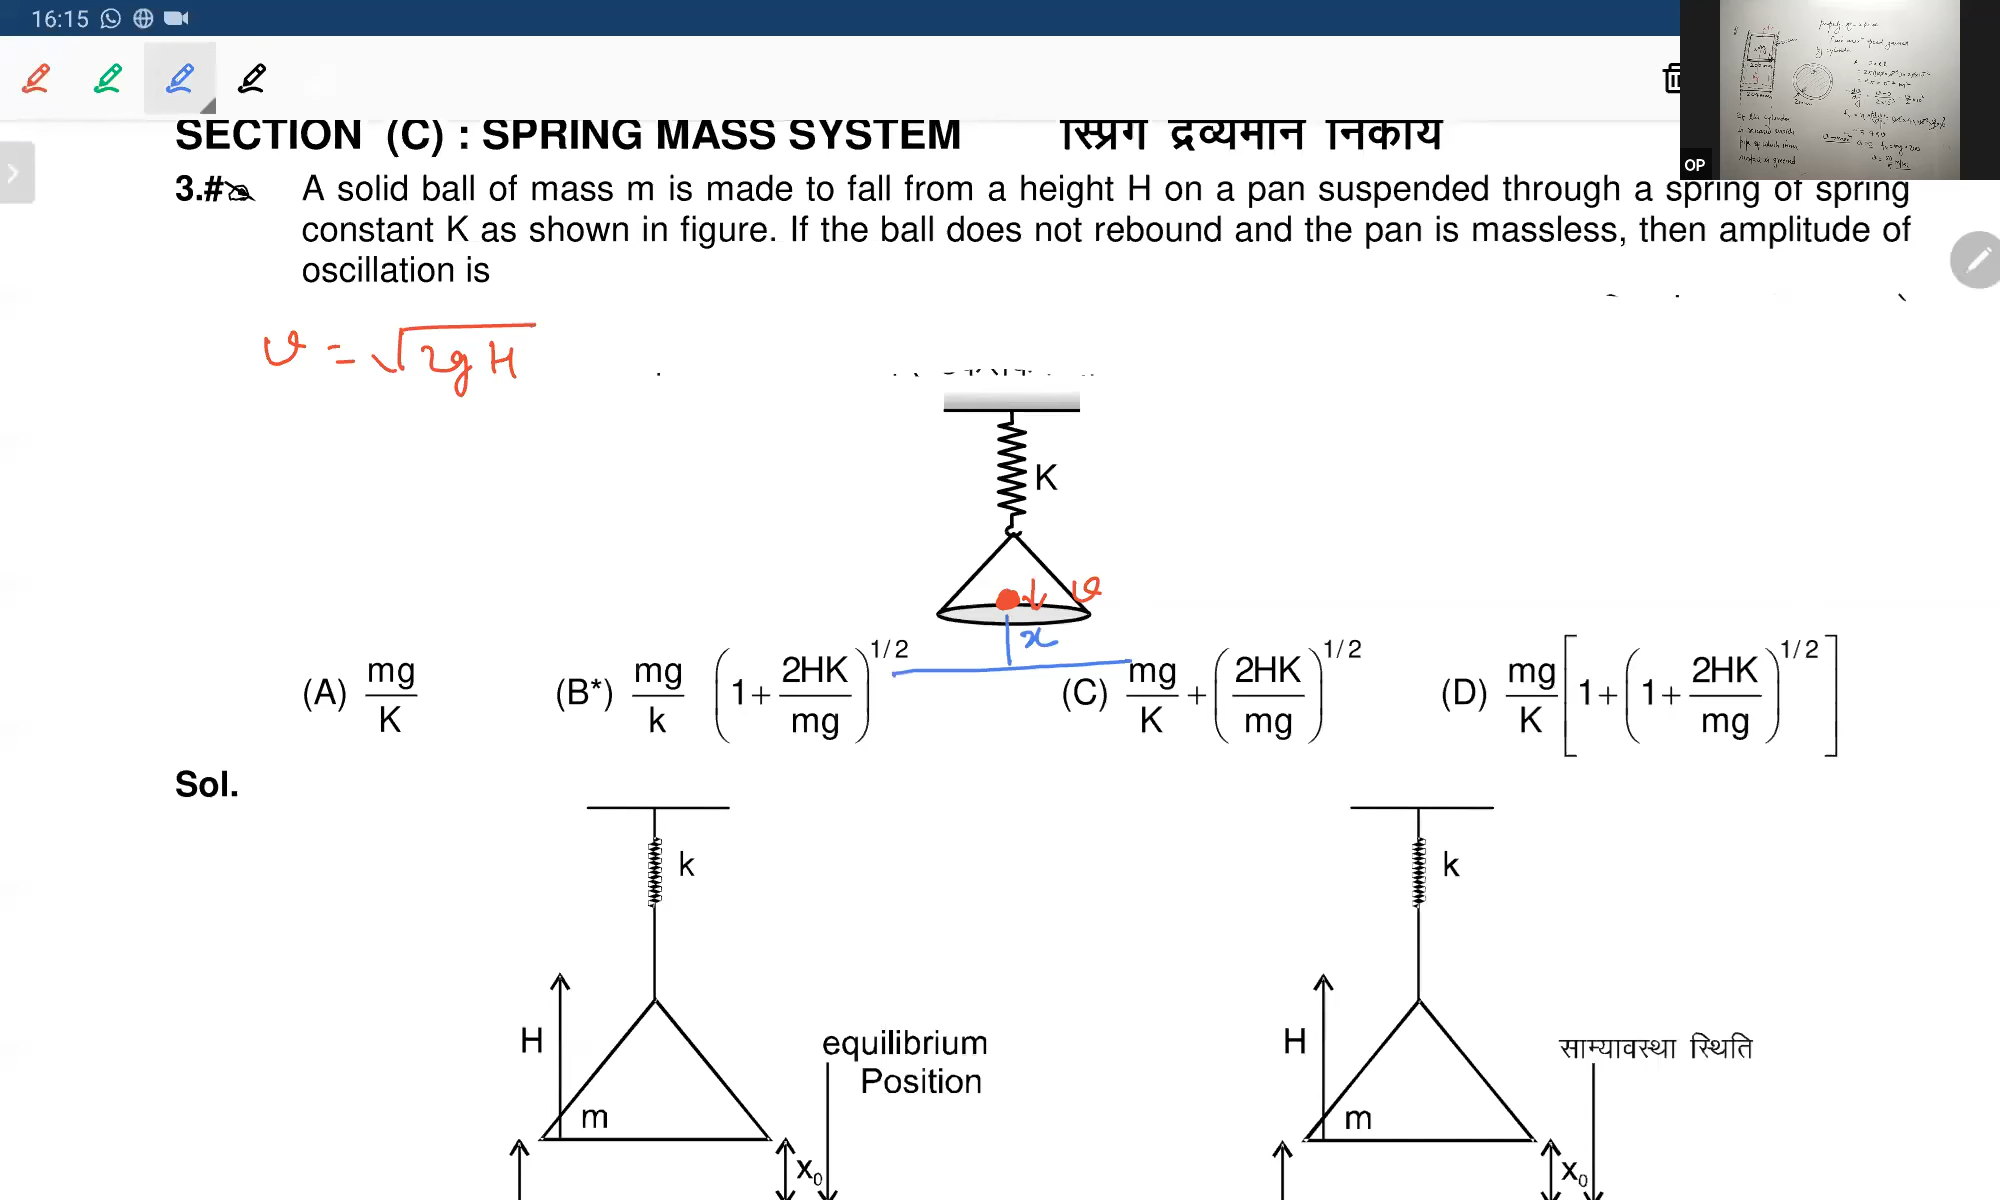 16:15
OP
SECTION (C) : SPRING MASS SYSTEM स्प्रिंग द्रव्यमान निकाय
3.# A solid ball of mass m is made to fall from a height H on a pan suspended through a spring of spring
constant K as shown in figure. If the ball does not rebound and the pan is massless, then amplitude of
oscillation is
v = √2gH
K
v
x
(A) mg/K (B*) mg/k (1+2HK/mg)^1/2 (C) mg/K + (2HK/mg)^1/2 (D) mg/K [1+(1+2HK/mg)^1/2]
Sol.
k k
H equilibrium H साम्यावस्था स्थिति
Position
m m
x₀ x₀